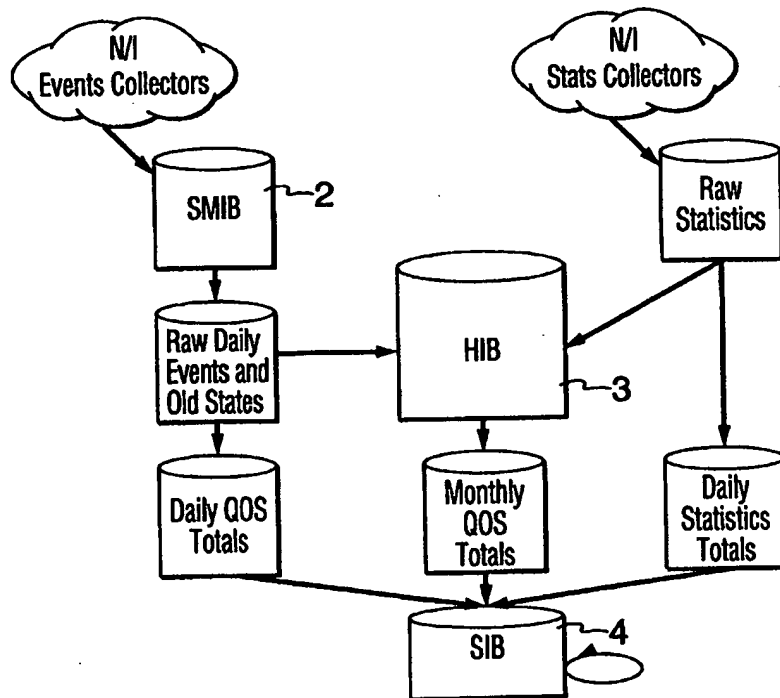 N/I
Events Collectors
N/I
Stats Collectors
SMIB
2
Raw
Statistics
Raw Daily
Events and
Old States
HIB
3
Daily QOS
Totals
Monthly
QOS
Totals
Daily
Statistics
Totals
SIB
4